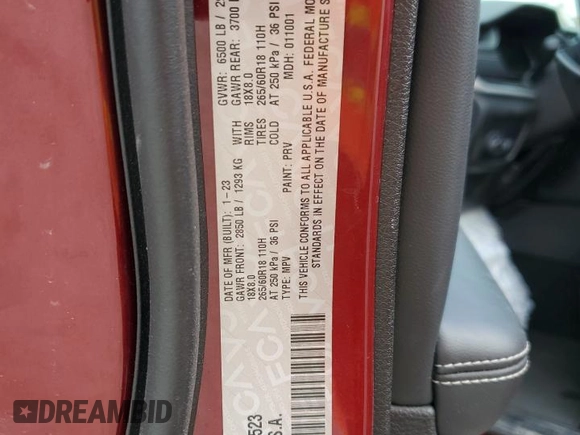 DATE OF MFR (BUILT): 1-23 GVWR: 6500 LB / 29
GAWR FRONT: 2850 LB / 1293 KG WITH GAWR REAR: 3700
18X8.0 RIMS 18X8.0
265/60R18 110H TIRES 265/60R18 110H
AT 250 kPa / 36 PSI COLD AT 250 kPa / 36 PSI
TYPE: MPV PAINT: PRV MDH: 011001
THIS VEHICLE CONFORMS TO ALL APPLICABLE U.S.A. FEDERAL MOTOR
STANDARDS IN EFFECT ON THE DATE OF MANUFACTURE S
523
S.A.
DREAMBID
DREAMBID